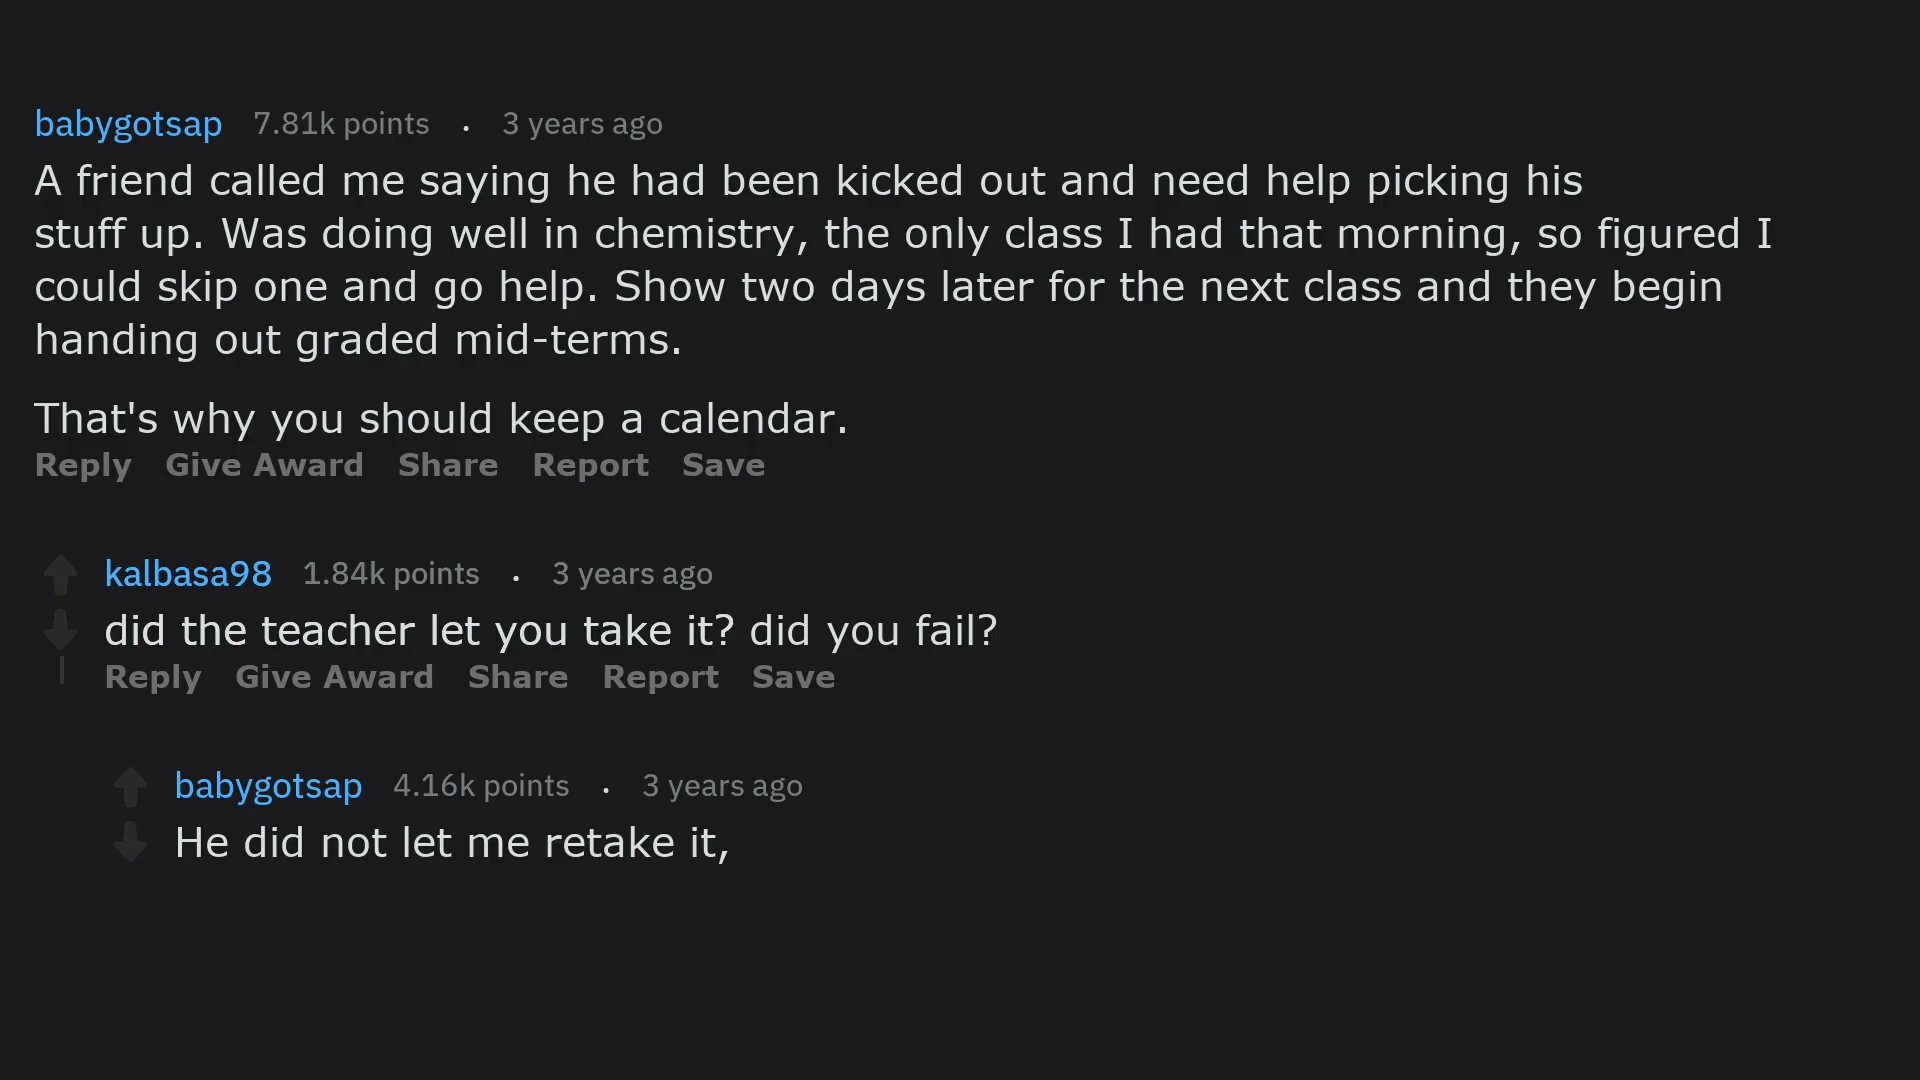 babygotsap 7.81k points . 3 years ago
A friend called me saying he had been kicked out and need help picking his
stuff up. Was doing well in chemistry, the only class I had that morning, so figured I
could skip one and go help. Show two days later for the next class and they begin
handing out graded mid-terms.
That's why you should keep a calendar.
Reply Give Award Share Report Save
kalbasa98 1.84k points . 3 years ago
did the teacher let you take it? did you fail?
Reply Give Award Share Report Save
babygotsap 4.16k points . 3 years ago
He did not let me retake it,